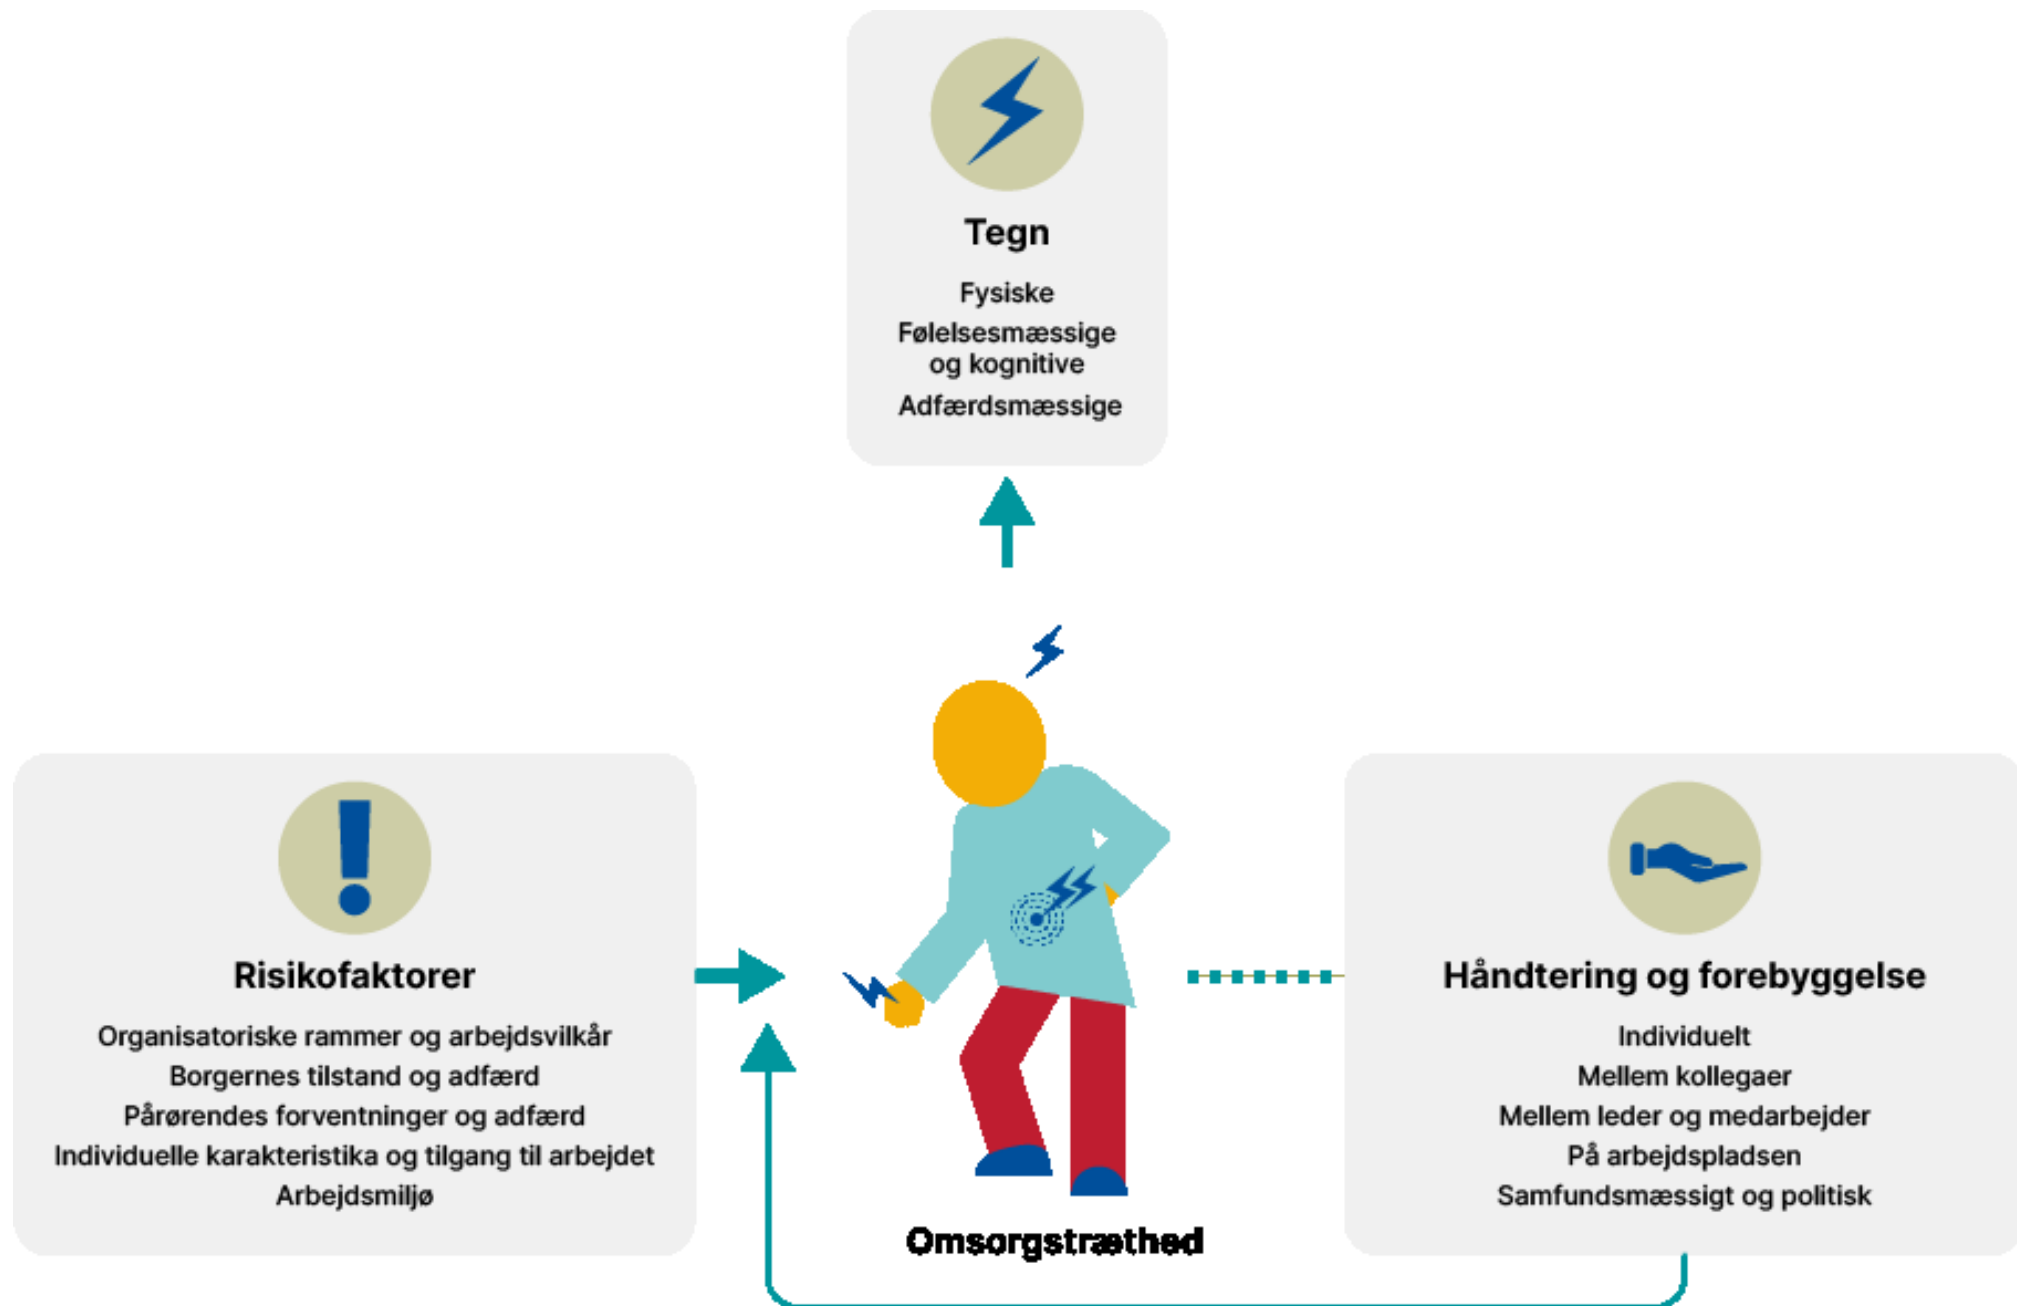 Tegn
Fysiske
Følelsesmæssige
og kognitive
Adfærdsmæssige
Risikofaktorer
Organisatoriske rammer og arbejdsvilkår
Borgernes tilstand og adfærd
Pårørendes forventninger og adfærd
Individuelle karakteristika og tilgang til arbejdet
Arbejdsmiljø
Omsorgstræthed
Håndtering og forebyggelse
Individuelt
Mellem kollegaer
Mellem leder og medarbejder
På arbejdspladsen
Samfundsmæssigt og politisk